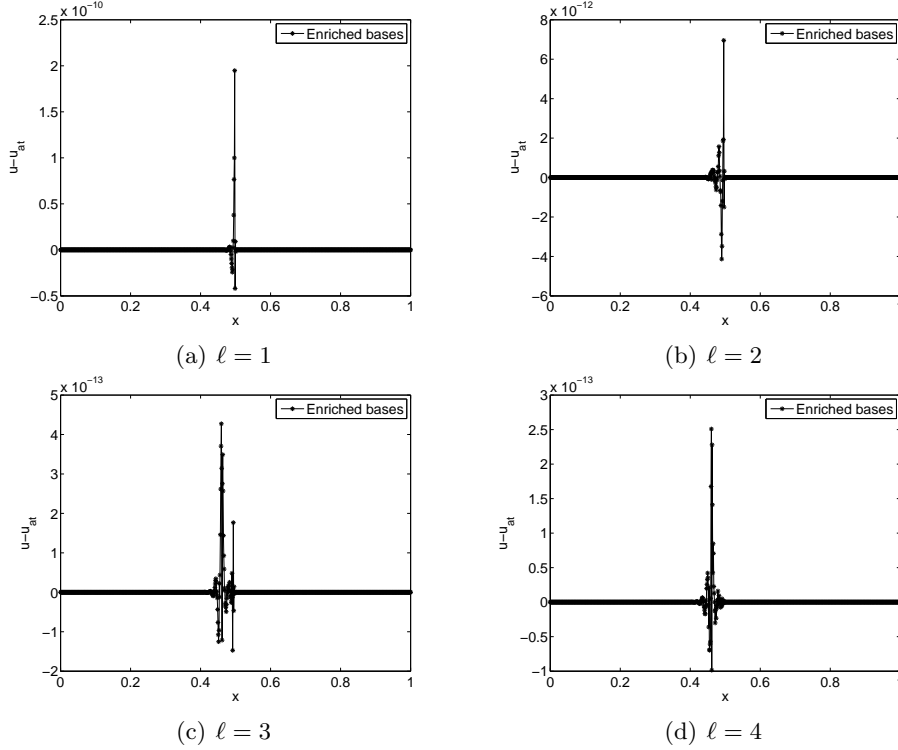 x 10⁻¹⁰
2.5
2
1.5
1
0.5
0
−0.5
u−u_at
Enriched bases
0 0.2 0.4 0.6 0.8 1
x
(a) ℓ = 1
x 10⁻¹²
8
6
4
2
0
−2
−4
−6
u−u_at
Enriched bases
0 0.2 0.4 0.6 0.8 1
x
(b) ℓ = 2
x 10⁻¹³
5
4
3
2
1
0
−1
−2
u−u_at
Enriched bases
0 0.2 0.4 0.6 0.8 1
x
(c) ℓ = 3
x 10⁻¹³
3
2.5
2
1.5
1
0.5
0
−0.5
−1
u−u_at
Enriched bases
0 0.2 0.4 0.6 0.8 1
x
(d) ℓ = 4